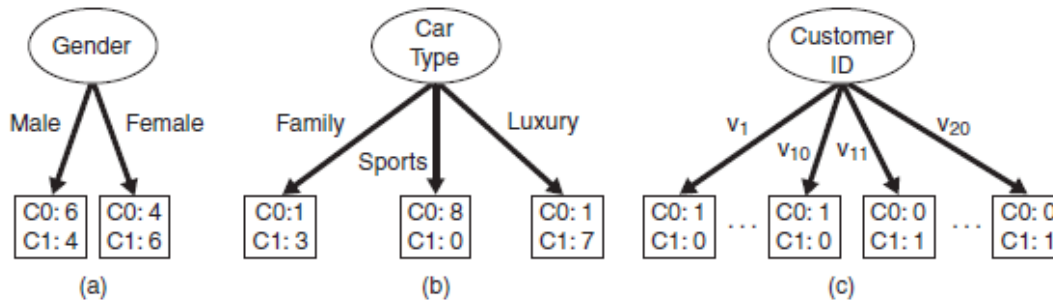 Gender
Male
Female
C0: 6
C1: 4
C0: 4
C1: 6
(a)
Car
Type
Family
Sports
Luxury
C0:1
C1: 3
C0: 8
C1: 0
C0: 1
C1: 7
(b)
Customer
ID
v1
v10
v11
v20
C0: 1
C1: 0
...
C0: 1
C1: 0
C0: 0
C1: 1
...
C0: 0
C1: 1
(c)